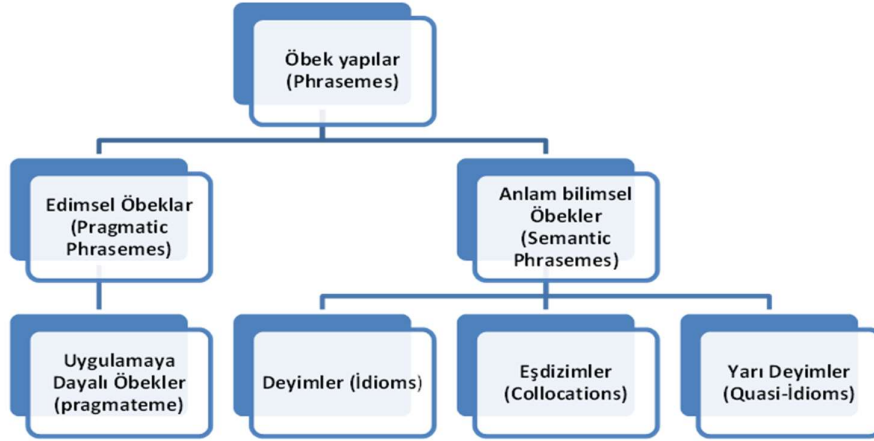 Öbek yapılar
(Phrasemes)
Edimsel Öbeklar
(Pragmatic
Phrasemes)
Anlam bilimsel
Öbekler
(Semantic
Phrasemes)
Uygulamaya
Dayalı Öbekler
(pragmateme)
Deyimler (İdioms)
Eşdizimler
(Collocations)
Yarı Deyimler
(Quasi-İdioms)